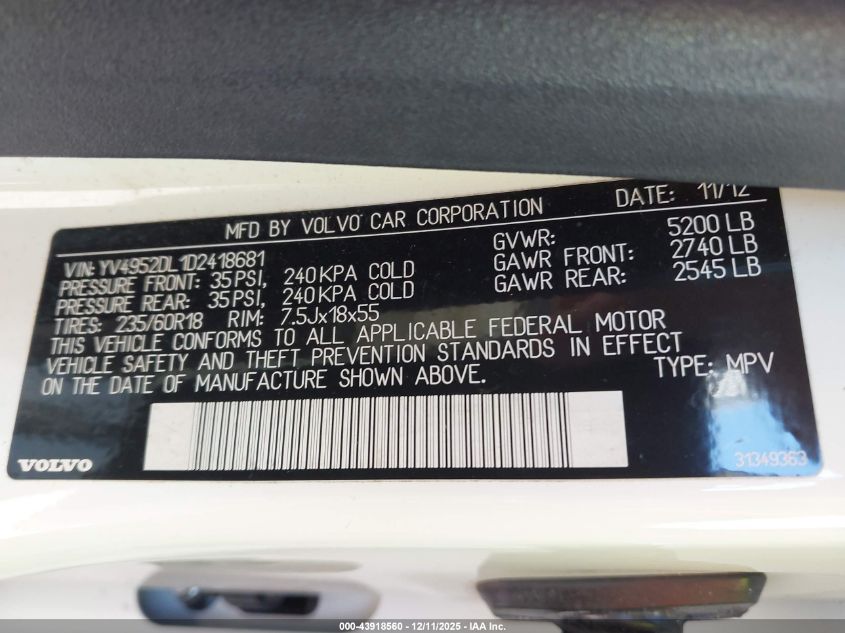 MFD BY VOLVO CAR CORPORATION DATE: 11/12
VIN: YV4952DL1D2418681 GVWR: 5200 LB
PRESSURE FRONT: 35 PSI, 240 KPA COLD GAWR FRONT: 2740 LB
PRESSURE REAR: 35 PSI, 240 KPA COLD GAWR REAR: 2545 LB
TIRES: 235/60R18 RIM: 7.5Jx18x55
THIS VEHICLE CONFORMS TO ALL APPLICABLE FEDERAL MOTOR
VEHICLE SAFETY AND THEFT PREVENTION STANDARDS IN EFFECT
ON THE DATE OF MANUFACTURE SHOWN ABOVE. TYPE: MPV
VOLVO 31349363
000-43918560 - 12/11/2025 - IAA Inc.